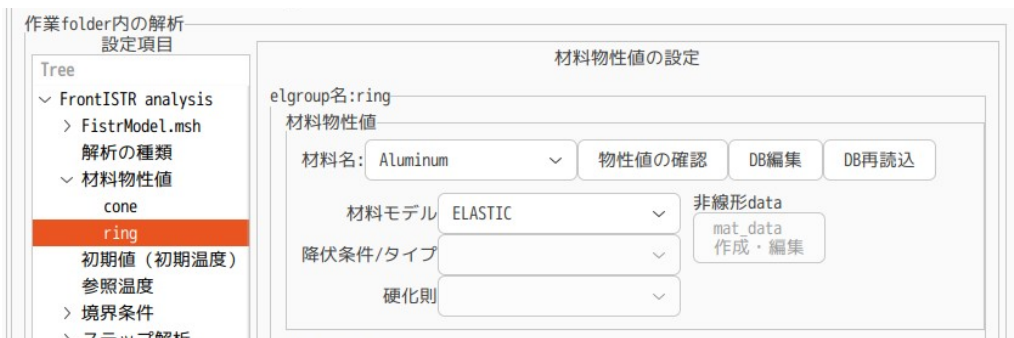 作業folder内の解析
設定項目
Tree
FrontISTR analysis
FistrModel.msh
解析の種類
材料物性値
cone
ring
初期値 (初期温度)
参照温度
境界条件
ステップ解析
材料物性値の設定
elgroup名:ring
材料物性値
材料名: Aluminum 物性値の確認 DB編集 DB再読込
材料モデル ELASTIC
降伏条件/タイプ
硬化則
非線形data
mat_data
作成・編集